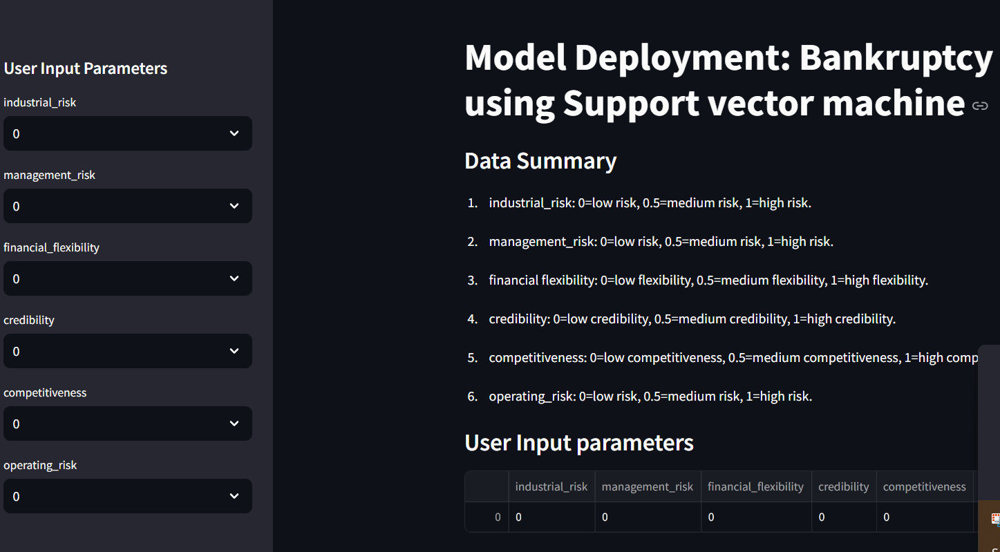 User Input Parameters
industrial_risk
0
management_risk
0
financial_flexibility
0
credibility
0
competitiveness
0
operating_risk
0
Model Deployment: Bankruptcy
using Support vector machine
Data Summary
1. industrial_risk: 0=low risk, 0.5=medium risk, 1=high risk.
2. management_risk: 0=low risk, 0.5=medium risk, 1=high risk.
3. financial flexibility: 0=low flexibility, 0.5=medium flexibility, 1=high flexibility.
4. credibility: 0=low credibility, 0.5=medium credibility, 1=high credibility.
5. competitiveness: 0=low competitiveness, 0.5=medium competitiveness, 1=high comp
6. operating_risk: 0=low risk, 0.5=medium risk, 1=high risk.
User Input parameters
industrial_risk management_risk financial_flexibility credibility competitiveness
0 0 0 0 0 0